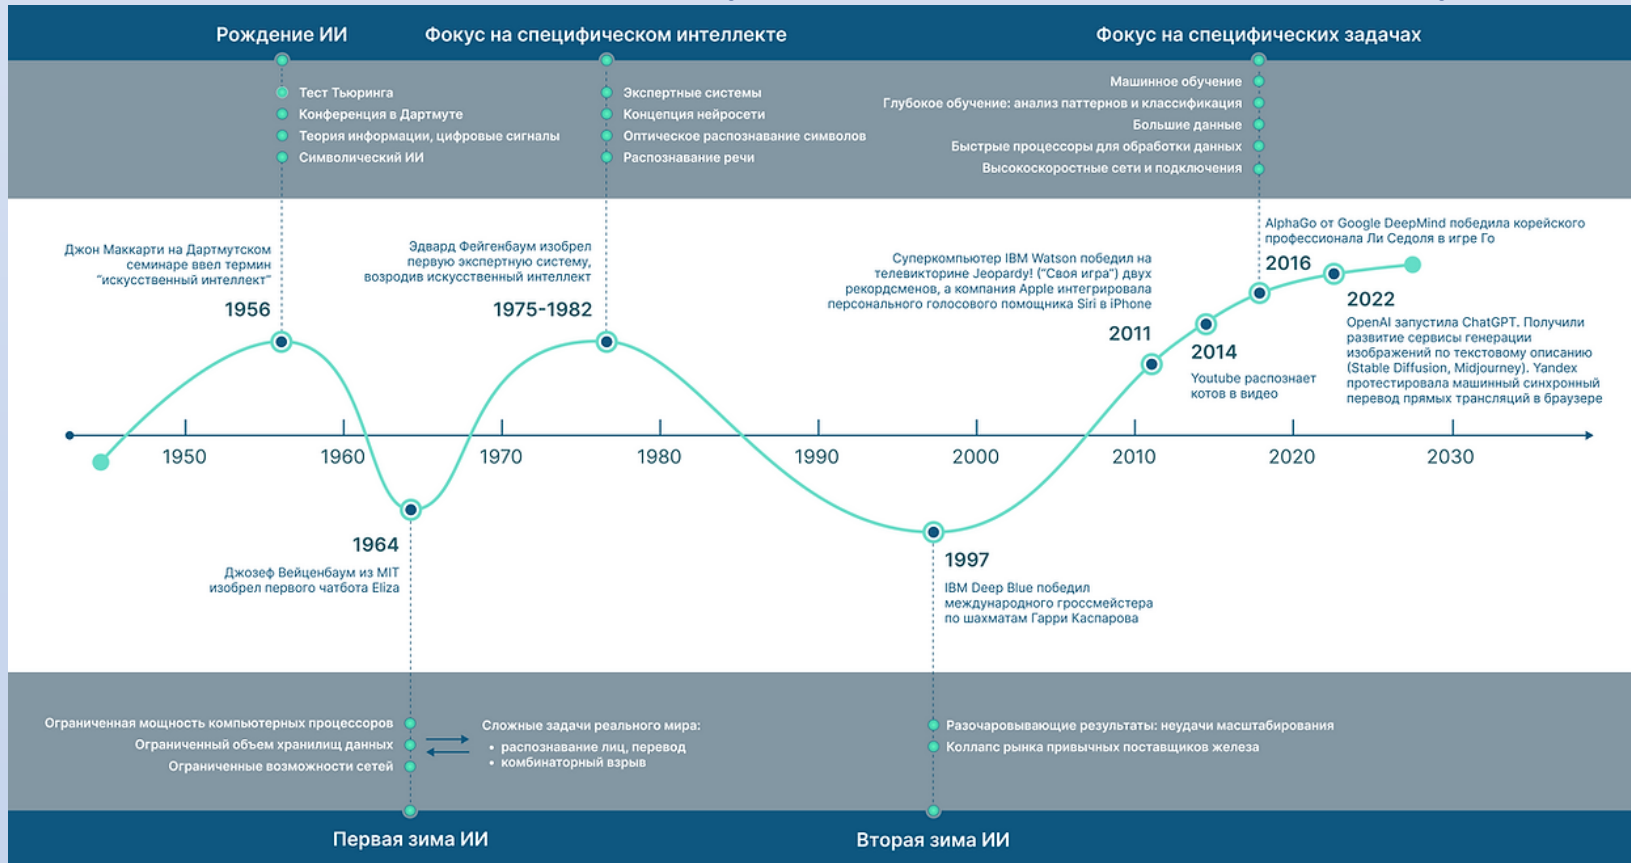 Рождение ИИ
Фокус на специфическом интеллекте
Фокус на специфических задачах
Тест Тьюринга
Конференция в Дартмуте
Теория информации, цифровые сигналы
Символический ИИ
Экспертные системы
Концепция нейросети
Оптическое распознавание символов
Распознавание речи
Машинное обучение
Глубокое обучение: анализ паттернов и классификация
Большие данные
Быстрые процессоры для обработки данных
Высокоскоростные сети и подключения
Джон Маккарти на Дартмутском
семинаре ввел термин
“искусственный интеллект”
1956
Эдвард Фейгенбаум изобрел
первую экспертную систему,
возродив искусственный интеллект
1975-1982
Суперкомпьютер IBM Watson победил на
телевикторине Jeopardy! (“Своя игра”) двух
рекордсменов, а компания Apple интегрировала
персонального голосового помощника Siri в iPhone
2011
2014
Youtube распознает
котов в видео
AlphaGo от Google DeepMind победила корейского
профессионала Ли Седоля в игре Го
2016
2022
OpenAI запустила ChatGPT. Получили
развитие сервисы генерации
изображений по текстовому описанию
(Stable Diffusion, Midjourney). Yandex
протестировала машинный синхронный
перевод прямых трансляций в браузере
1950
1960
1970
1980
1990
2000
2010
2020
2030
1964
Джозеф Вейценбаум из MIT
изобрел первого чатбота Eliza
1997
IBM Deep Blue победил
международного гроссмейстера
по шахматам Гарри Каспарова
Ограниченная мощность компьютерных процессоров
Ограниченный объем хранилищ данных
Ограниченные возможности сетей
Сложные задачи реального мира:
• распознавание лиц, перевод
• комбинаторный взрыв
Разочаровывающие результаты: неудачи масштабирования
Коллапс рынка привычных поставщиков железа
Первая зима ИИ
Вторая зима ИИ